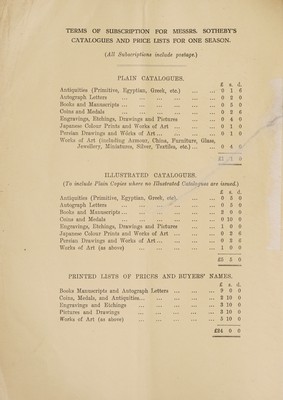 TERMS OF SUBSCRIPTION FOR MESSRS. SOTHEBY'S
CATALOGUES AND PRICE LISTS FOR ONE SEASON.
(All Subscriptions include postage.)
PLAIN CATALOGUES.
£ s. d.
Antiquities (Primitive, Egyptian, Greek, etc.) ... ... 0 1 6
Autograph Letters ... ... ... ... ... 0 2 0
Books and Manuscripts ... ... ... ... ... 0 5 0
Coins and Medals ... ... ... ... ... 0 2 6
Engravings, Etchings, Drawings and Pictures ... ... 0 4 0
Japanese Colour Prints and Works of Art ... ... ... 0 1 0
Persian Drawings and Works of Art ... ... ... ... 0 1 0
Works of Art (including Armour, China, Furniture, Glass,
Jewellery, Miniatures, Silver, Textiles, etc.) ... ... 0 4 0
£1 0
ILLUSTRATED CATALOGUES.
(To include Plain Copies where no Illustrated Catalogues are issued.)
£ s. d.
Antiquities (Primitive, Egyptian, Greek, etc). ... ... 0 5 0
Autograph Letters ... ... ... ... ... 0 5 0
Books and Manuscripts ... ... ... ... ... 2 0 0
Coins and Medals ... ... ... ... ... 0 10 0
Engravings, Etchings, Drawings and Pictures ... ... 1 0 0
Japanese Colour Prints and Works of Art ... ... ... 0 2 6
Persian Drawings and Works of Art ... ... ... ... 0 2 6
Works of Art (as above) ... ... ... ... 1 0 0
£5 5 0
PRINTED LISTS OF PRICES AND BUYERS' NAMES.
£ s. d.
Books Manuscripts and Autograph Letters ... ... ... 9 0 0
Coins, Medals, and Antiquities... ... ... ... ... 2 10 0
Engravings and Etchings ... ... ... ... 3 10 0
Pictures and Drawings ... ... ... ... 3 10 0
Works of Art (as above) ... ... ... ... 5 10 0
£24 0 0